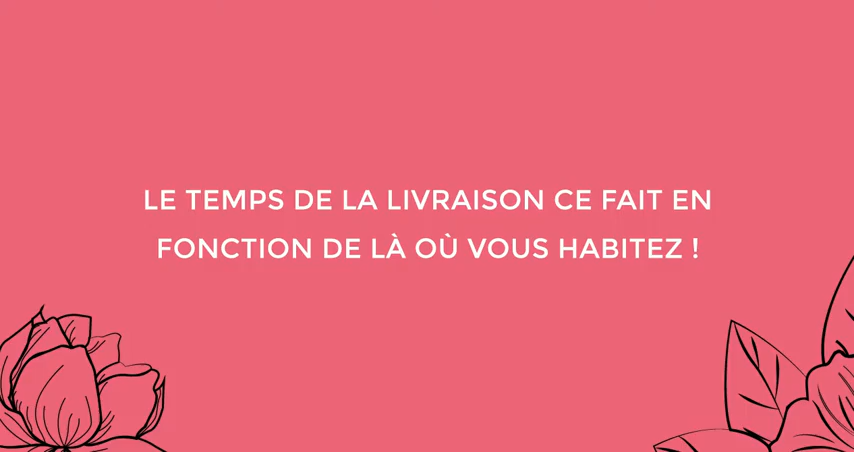 LE TEMPS DE LA LIVRAISON CE FAIT EN
FONCTION DE LÀ OÙ VOUS HABITEZ !